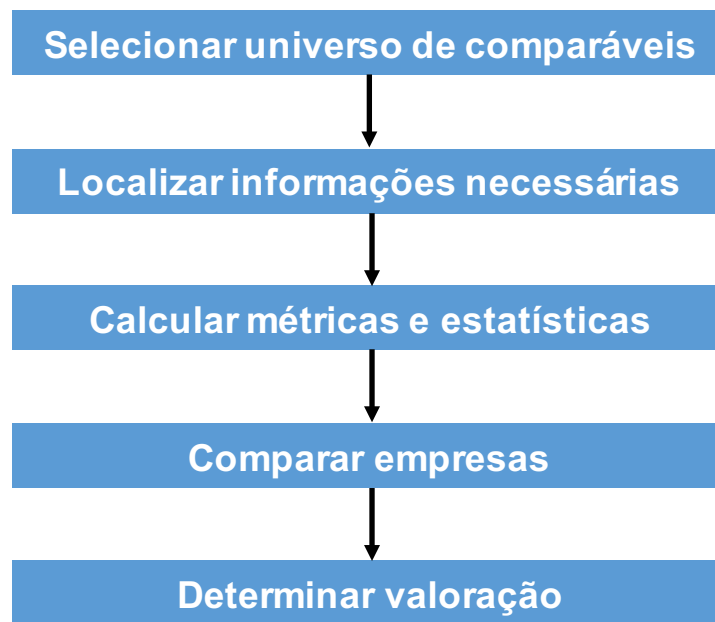 Selecionar universo de comparáveis
Localizar informações necessárias
Calcular métricas e estatísticas
Comparar empresas
Determinar valoração